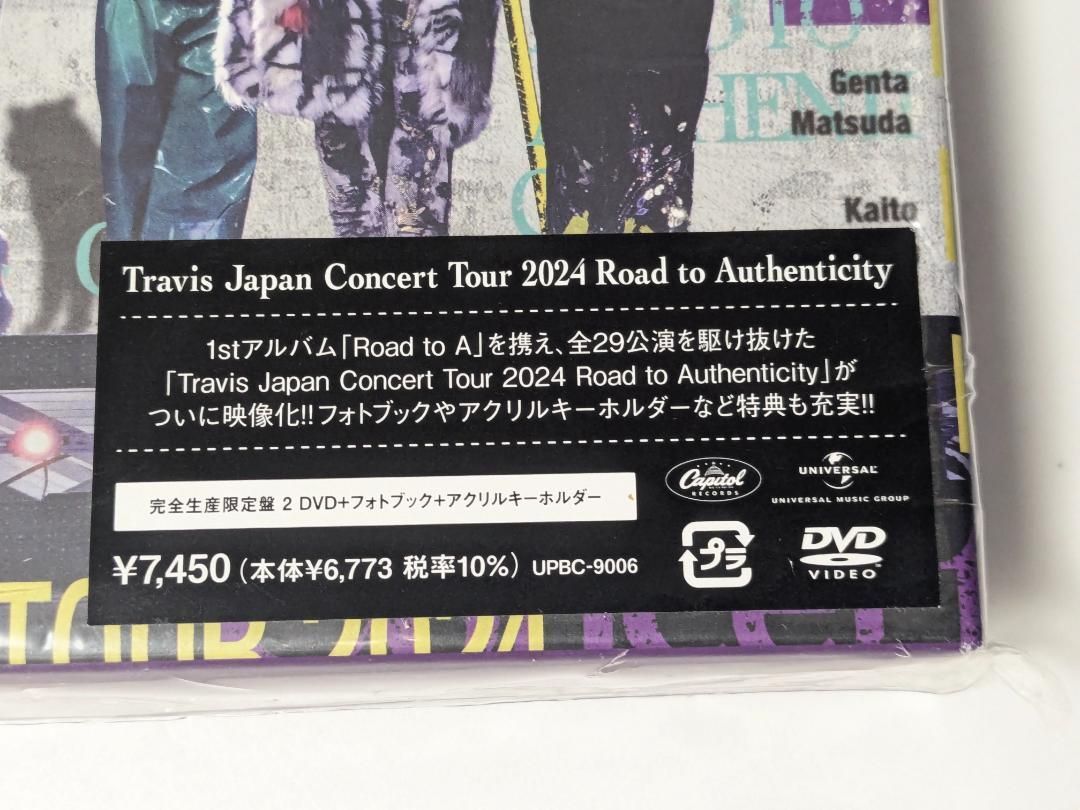 Genta
Matsuda
Kaito
Travis Japan Concert Tour 2024 Road to Authenticity
1stアルバム「Road to A」を携え、全29公演を駆け抜けた
「Travis Japan Concert Tour 2024 Road to Authenticity」が
ついに映像化!!フォトブックやアクリルキーホルダーなど特典も充実!!
完全生産限定盤 2 DVD+フォトブック+アクリルキーホルダー
Capitol
RECORDS
UNIVERSAL
UNIVERSAL MUSIC GROUP
¥7,450(本体¥6,773 税率10%) UPBC-9006
プラ
DVD
VIDEO
TOUR 2024